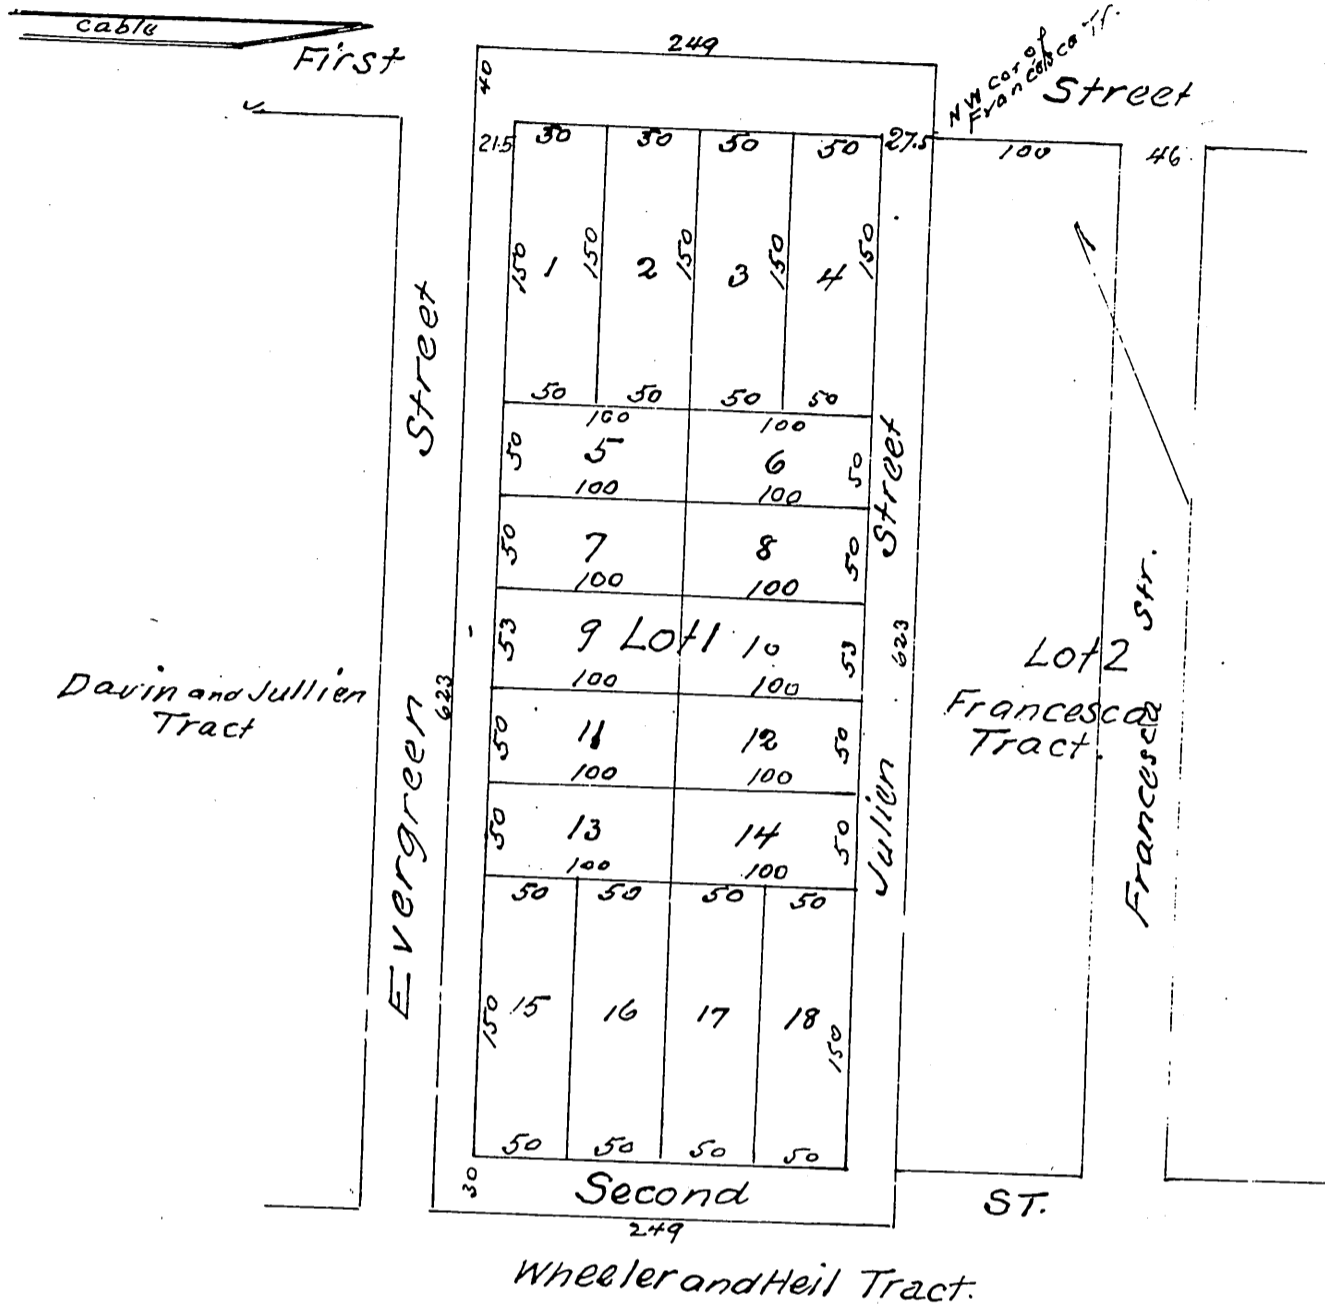 cable
First
249
NW cor of
Francesca Tr.
Street
40
21.5
50 50 50 50
27.5
100
46
150 1 150 2 150 3 150 4 150
50 50 50 50
100 100
50 5 6 50
100 100
Street
Street
50 7 8 50
100 100
53 9 Lot 1 10 53
100 100
623
623
Davin and Jullien
Tract
Lot 2
Francesca
Tract.
Francesca Str.
Evergreen
Julien
50 11 12 50
100 100
50 13 14 50
100 100
50 50 50 50
150 15 16 17 18 150
50 50 50 50
30
Second
ST.
249
Wheeler and Heil Tract.